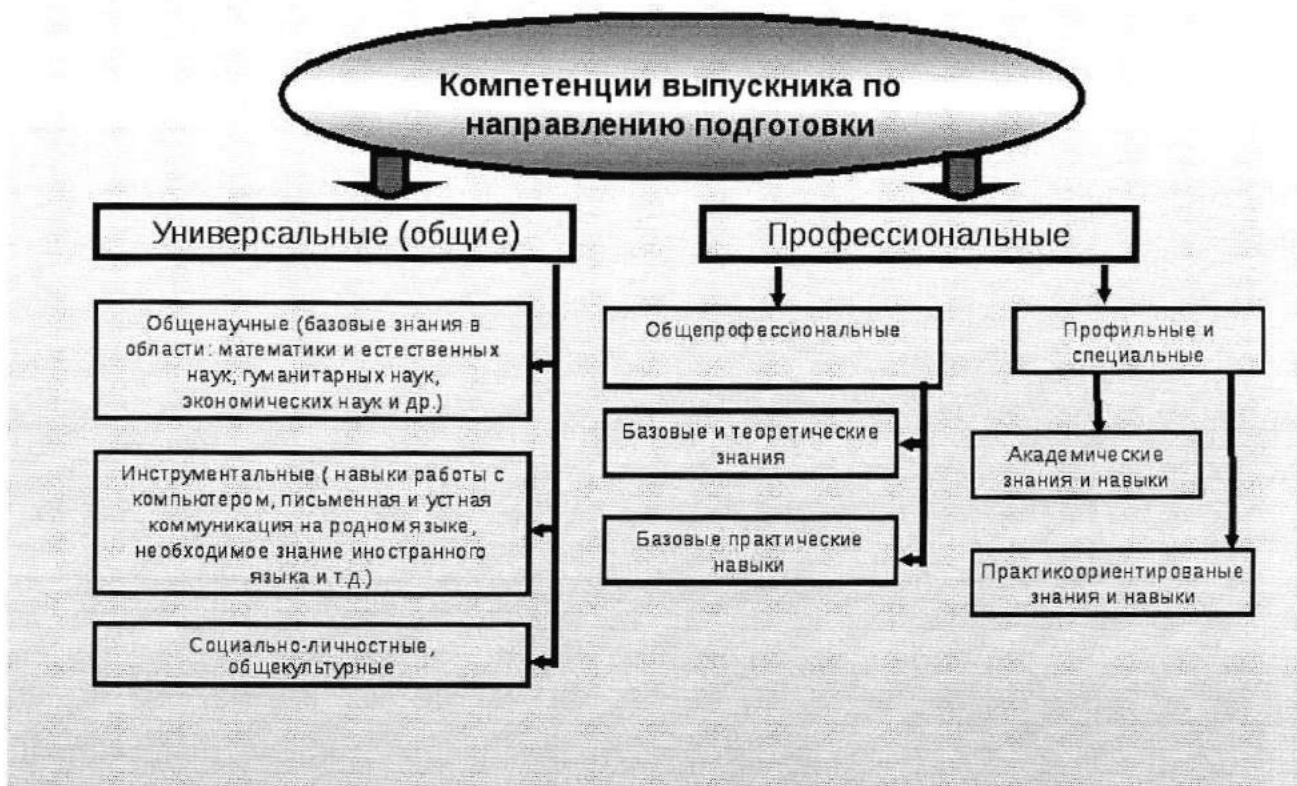 Компетенции выпускника по
направлению подготовки
Универсальные (общие)
Общенаучные (базовые знания в
области: математики и естественных
наук, гуманитарных наук,
экономических наук и др.)
Инструментальные ( навыки работы с
компьютером, письменная и устная
коммуникация на родном языке,
необходимое знание иностранного
языка и т.д.)
Социально-личностные,
общекультурные
Профессиональные
Общепрофессиональные
Базовые и теоретические
знания
Базовые практические
навыки
Профильные и
специальные
Академические
знания и навыки
Практикоориентированые
знания и навыки